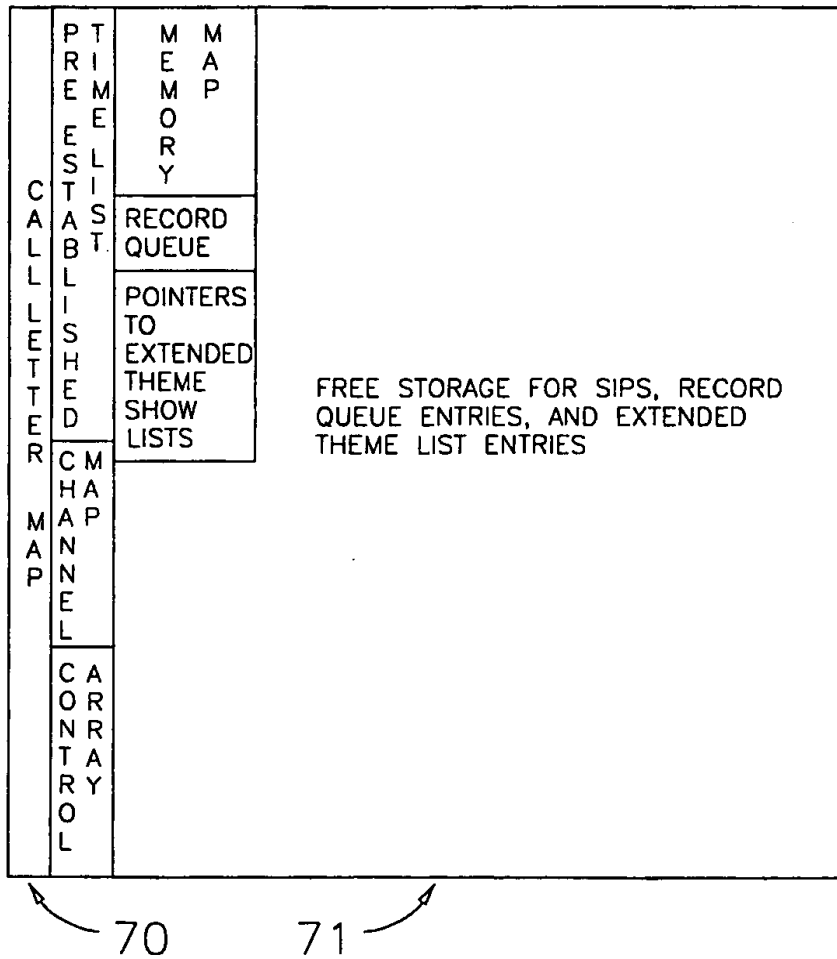 CALL LETTER MAP
PRE ESTABLISHED
TIME LIST
CHANNEL
MAP
CONTROL
ARRAY
MEMORY
MAP
RECORD
QUEUE
POINTERS
TO
EXTENDED
THEME
SHOW
LISTS
FREE STORAGE FOR SIPS, RECORD
QUEUE ENTRIES, AND EXTENDED
THEME LIST ENTRIES
70
71